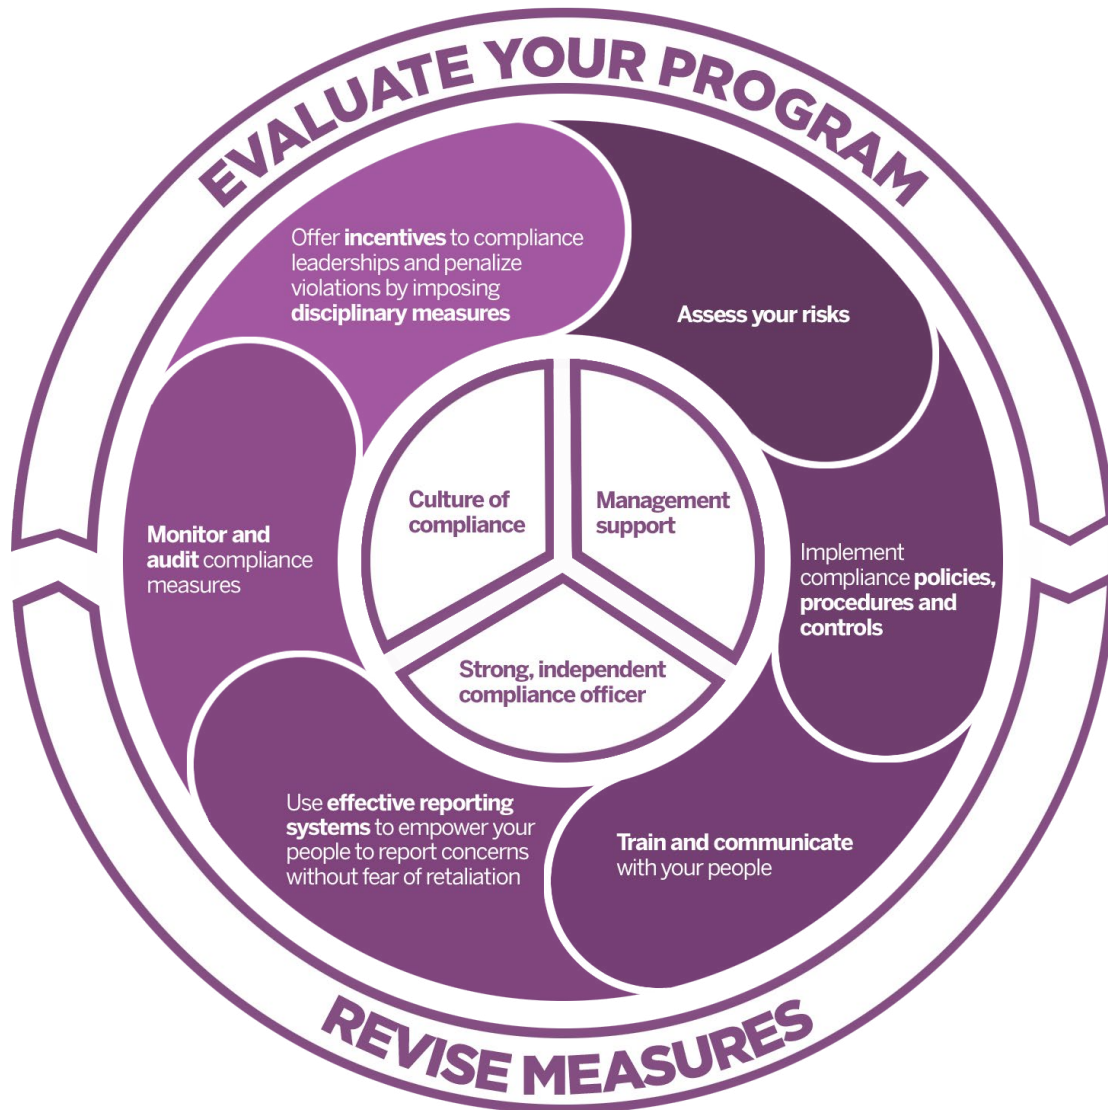 EVALUATE YOUR PROGRAM
Assess your risks
Implement
compliance policies,
procedures and
controls
Train and communicate
with your people
Use effective reporting
systems to empower your
people to report concerns
without fear of retaliation
Monitor and
audit compliance
measures
Offer incentives to compliance
leaderships and penalize
violations by imposing
disciplinary measures
Culture of
compliance
Management
support
Strong, independent
compliance officer
REVISE MEASURES